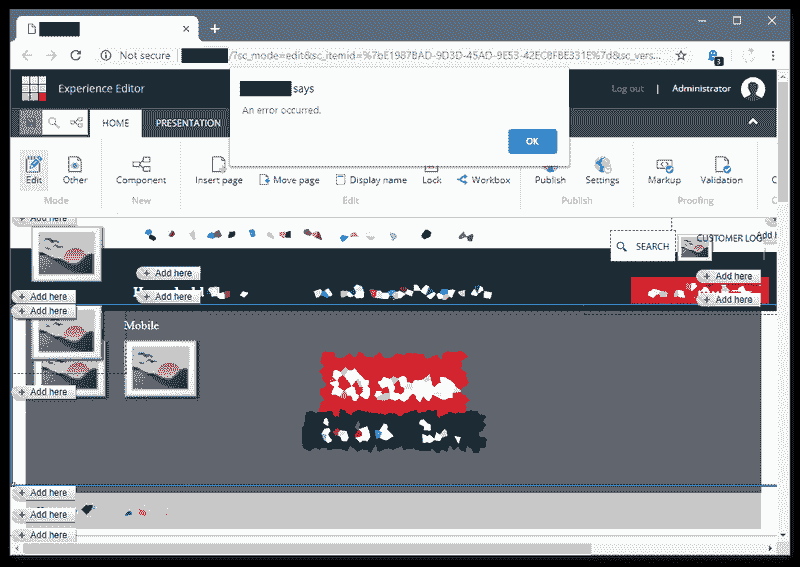 Not secure
/?sc_mode=edit&sc_itemid=%7bE1987BAD-9D3D-45AD-9E53-42EC8FBE331E%7d&sc_vers...
3
Experience Editor
says
An error occurred.
OK
Log out | Administrator
HOME
PRESENTATION
Edit
Other
Component
Insert page
Move page
Display name
Lock
Workbox
Publish
Settings
Markup
Validation
Mode
New
Edit
Publish
Proofing
+ Add here
SEARCH
CUSTOMER LOG
Add h
+ Add here
+ Add here
+ Add here
+ Add here
+ Add here
+ Add here
Mobile
+ Add here
+ Add here
+ Add here
+ Add here